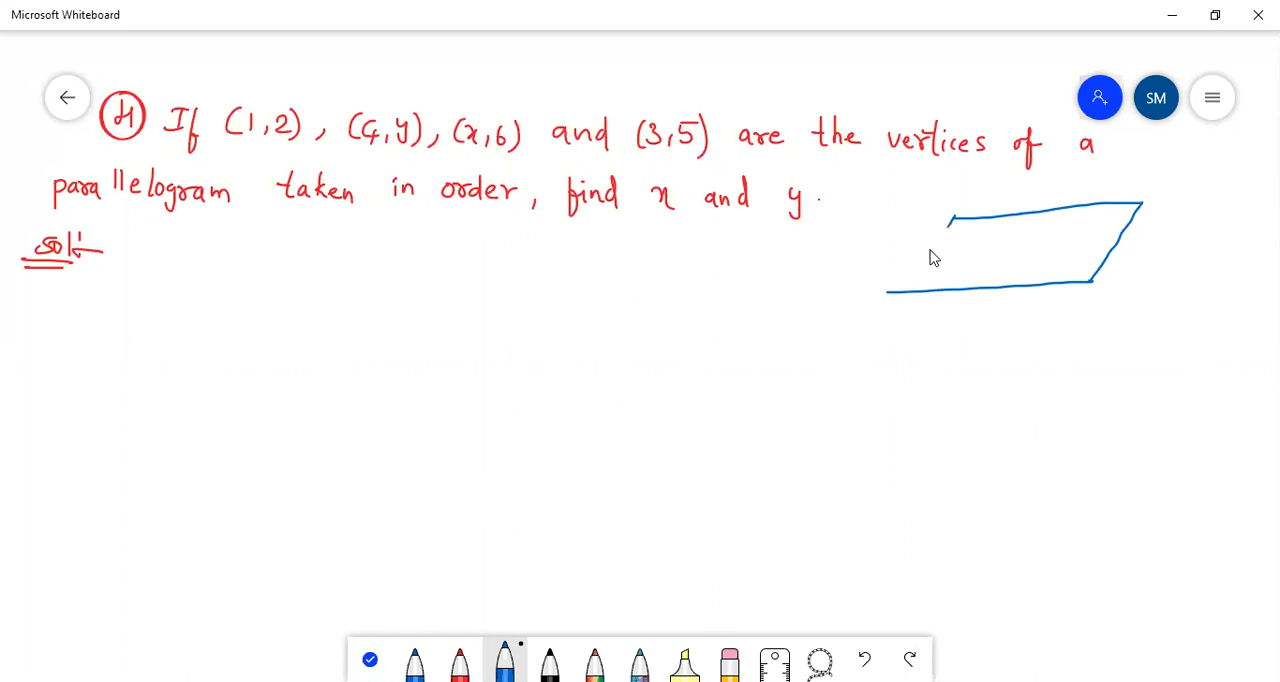 Microsoft Whiteboard
SM
If (1,2), (4,y), (x,6) and (3,5) are the vertices of a
parallelogram taken in order, find x and y.
Sol: